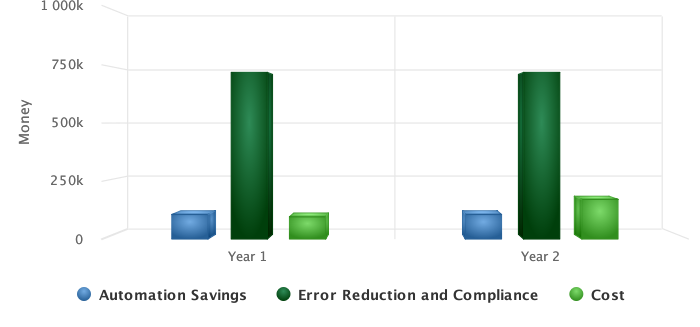 1 000k
750k
500k
250k
0
Money
Year 1
Year 2
Automation Savings
Error Reduction and Compliance
Cost